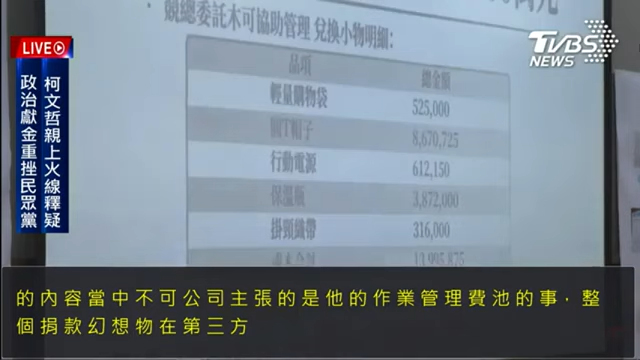 LIVE
TVBS
NEWS
柯文哲親上火線釋疑
政治獻金重挫民眾黨
競總委託木可協助管理 兌換小物明細:
品項 總金額
輕量購物袋 525,000
帽子 8,670,725
行動電源 612,150
保溫瓶 3,872,000
掛頸織帶 316,000
13,995,875
的內容當中不可公司主張的是他的作業管理費池的事，整
個捐款幻想物在第三方